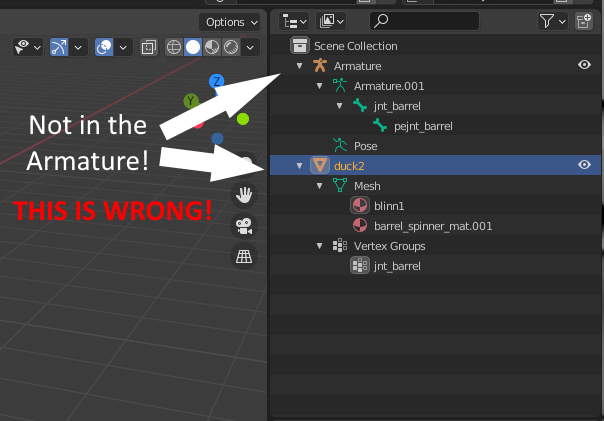 Options
Scene Collection
Armature
Armature.001
jnt_barrel
pejnt_barrel
Pose
duck2
Mesh
blinn1
barrel_spinner_mat.001
Vertex Groups
jnt_barrel
Z
Y
Not in the
Armature!
THIS IS WRONG!